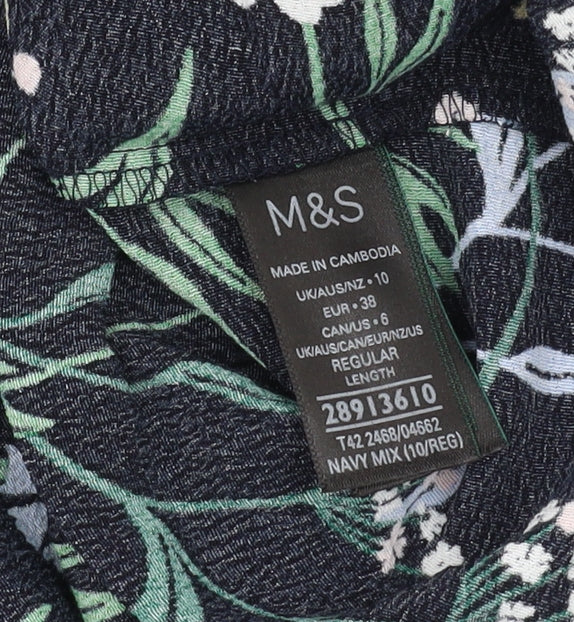 M&S
MADE IN CAMBODIA
UK/AUS/NZ • 10
EUR • 38
CAN/US • 6
UK/AUS/CAN/EUR/NZ/US
REGULAR
LENGTH
28913610
T42 2468/04662
NAVY MIX (10/REG)